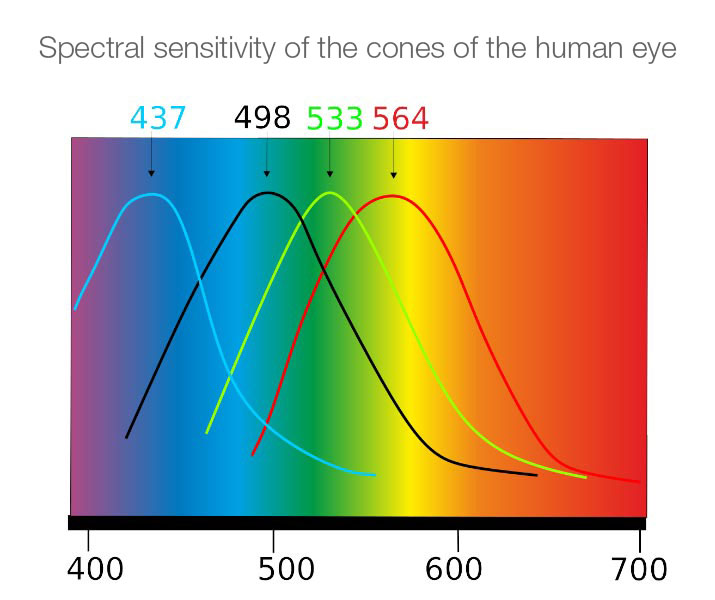 Spectral sensitivity of the cones of the human eye
437 498 533 564
400 500 600 700